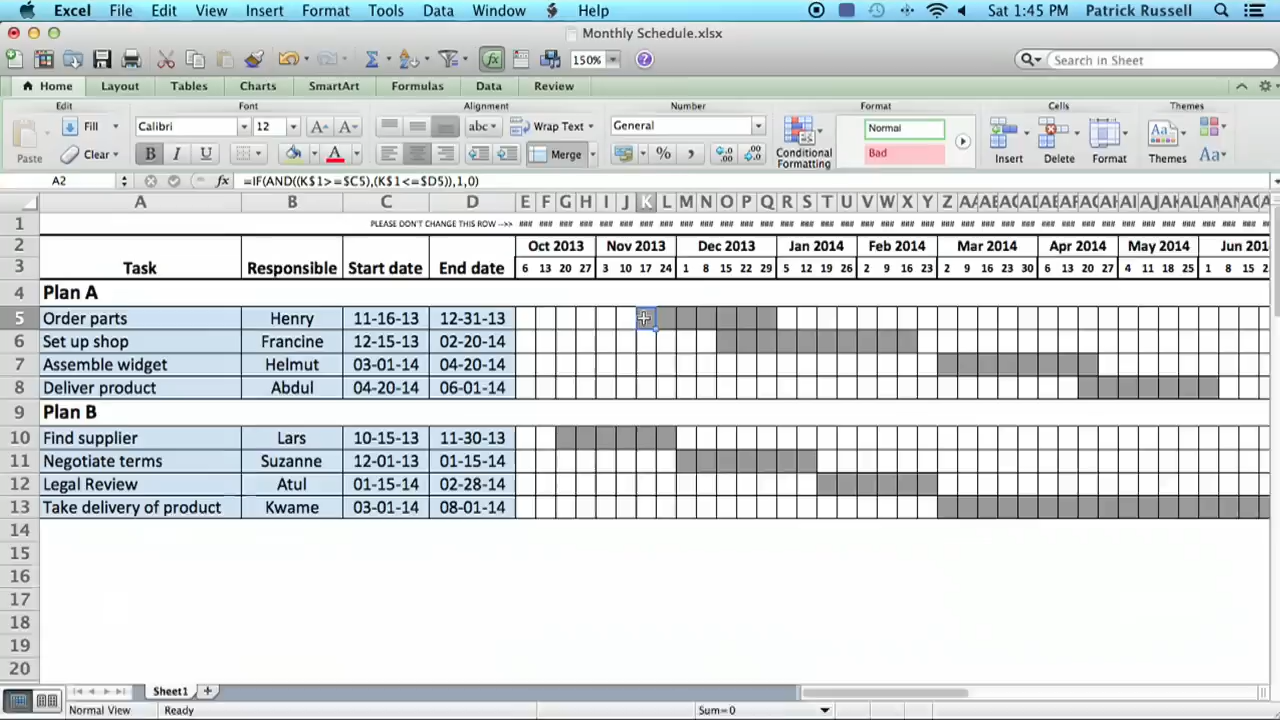 Excel File Edit View Insert Format Tools Data Window Help Sat 1:45 PM Patrick Russell
Monthly Schedule.xlsx
150% Search in Sheet
Home Layout Tables Charts SmartArt Formulas Data Review
Edit Font Alignment Number Format Cells Themes
Fill Calibri 12 abc Wrap Text General Normal
Paste Clear B I U Merge % , Conditional Formatting Bad Insert Delete Format Themes Aa
A2 fx =IF(AND((K$1>=$C5),(K$1<=$D5)),1,0)
A B C D E F G H I J K L M N O P Q R S T U V W X Y Z
1 PLEASE DON'T CHANGE THIS ROW -->>
2 Oct 2013 Nov 2013 Dec 2013 Jan 2014 Feb 2014 Mar 2014 Apr 2014 May 2014 Jun 201
3 Task Responsible Start date End date 6 13 20 27 3 10 17 24 1 8 15 22 29 5 12 19 26 2 9 16 23 2 9 16 23 30 6 13 20 27 4 11 18 25 1 8 15
4 Plan A
5 Order parts Henry 11-16-13 12-31-13
6 Set up shop Francine 12-15-13 02-20-14
7 Assemble widget Helmut 03-01-14 04-20-14
8 Deliver product Abdul 04-20-14 06-01-14
9 Plan B
10 Find supplier Lars 10-15-13 11-30-13
11 Negotiate terms Suzanne 12-01-13 01-15-14
12 Legal Review Atul 01-15-14 02-28-14
13 Take delivery of product Kwame 03-01-14 08-01-14
14
15
16
17
18
19
20
Sheet1
Normal View Ready Sum=0